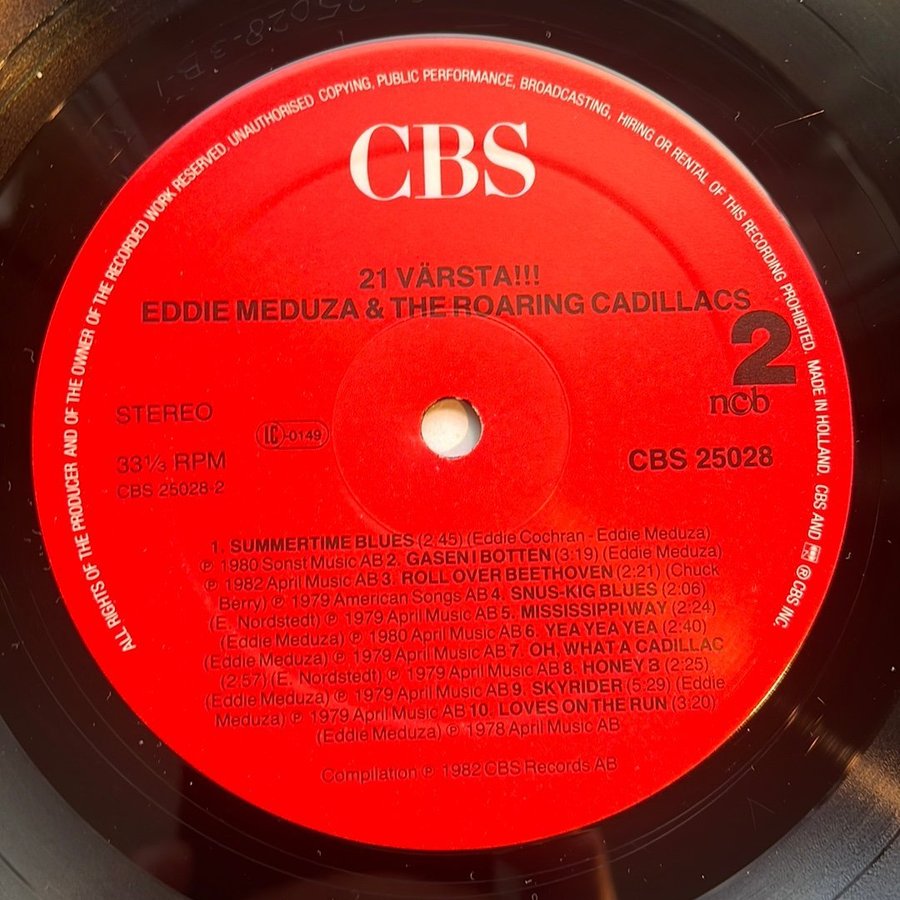 ALL RIGHTS OF THE PRODUCER AND OF THE OWNER OF THE RECORDED WORK RESERVED. UNAUTHORISED COPYING, PUBLIC PERFORMANCE, BROADCASTING, HIRING OR RENTAL OF THIS RECORDING PROHIBITED. MADE IN HOLLAND. CBS AND ® CBS INC.
CBS
21 VÄRSTA!!!
EDDIE MEDUZA & THE ROARING CADILLACS
2
ncb
STEREO
LC-0149
33⅓ RPM
CBS 25028
CBS 25028-2
1. SUMMERTIME BLUES (2.45) (Eddie Cochran - Eddie Meduza)
℗ 1980 Sonst Music AB 2. GASEN I BOTTEN (3:19) (Eddie Meduza)
℗ 1982 April Music AB 3. ROLL OVER BEETHOVEN (2:21) (Chuck
Berry) ℗ 1979 American Songs AB 4. SNUS-KIG BLUES (2:06)
(E. Nordstedt) ℗ 1979 April Music AB 5. MISSISSIPPI WAY (2:24)
(Eddie Meduza) ℗ 1980 April Music AB 6. YEA YEA YEA (2:40)
(Eddie Meduza) ℗ 1979 April Music AB 7. OH, WHAT A CADILLAC
(2:57) (E. Nordstedt) ℗ 1979 April Music AB 8. HONEY B (2:25)
(Eddie Meduza) ℗ 1979 April Music AB 9. SKYRIDER (5:29) (Eddie
Meduza) ℗ 1979 April Music AB 10. LOVES ON THE RUN (3:20)
(Eddie Meduza) ℗ 1978 April Music AB
Compilation ℗ 1982 CBS Records AB